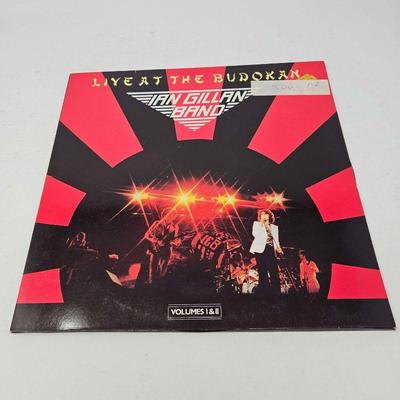 LIVE AT THE BUDOKAN
IAN GILLAN
BAND
VOLUMES I & II